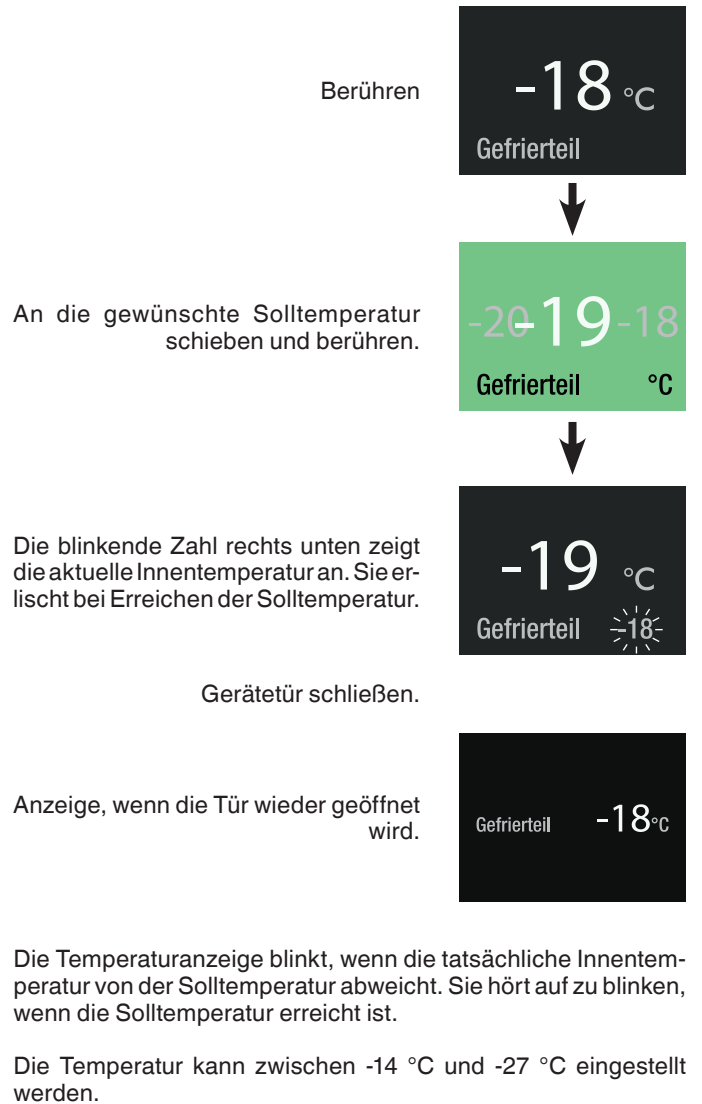 Berühren
-18 °C
Gefrierteil
An die gewünschte Solltemperatur
schieben und berühren.
-20 -19 -18
Gefrierteil °C
Die blinkende Zahl rechts unten zeigt
die aktuelle Innentemperatur an. Sie er-
lischt bei Erreichen der Solltemperatur.
-19 °C
Gefrierteil -18
Gerätetür schließen.
Anzeige, wenn die Tür wieder geöffnet
wird.
Gefrierteil -18°C
Die Temperaturanzeige blinkt, wenn die tatsächliche Innentem-
peratur von der Solltemperatur abweicht. Sie hört auf zu blinken,
wenn die Solltemperatur erreicht ist.
Die Temperatur kann zwischen -14 °C und -27 °C eingestellt
werden.